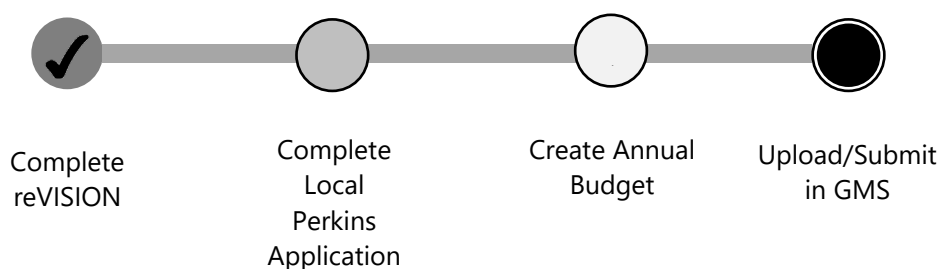 Complete
reVISION
Complete
Local
Perkins
Application
Create Annual
Budget
Upload/Submit
in GMS